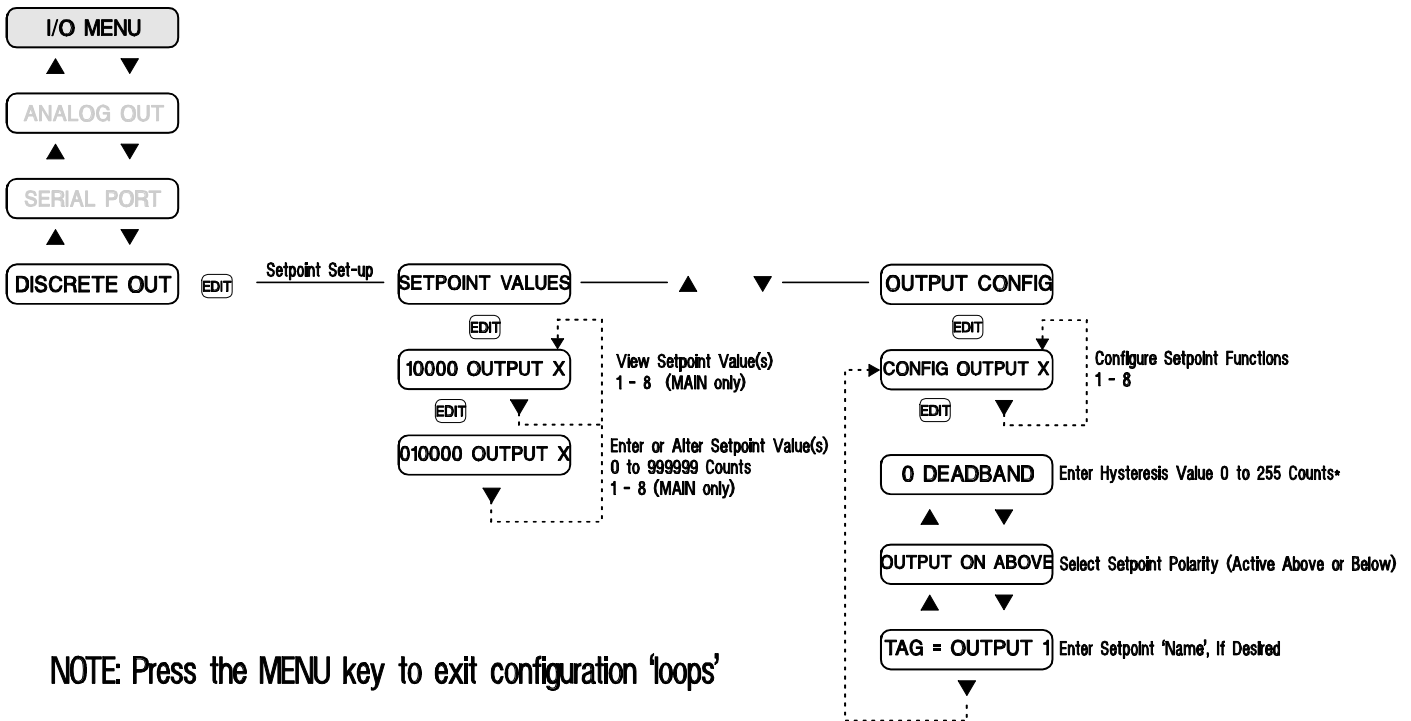 I/O MENU
▲ ▼
ANALOG OUT
▲ ▼
SERIAL PORT
▲ ▼
DISCRETE OUT
EDIT
Setpoint Set-up
SETPOINT VALUES
▲ ▼
OUTPUT CONFIG
EDIT
10000 OUTPUT X
View Setpoint Value(s)
1 - 8 (MAIN only)
EDIT
▼
010000 OUTPUT X
Enter or Alter Setpoint Value(s)
0 to 999999 Counts
1 - 8 (MAIN only)
▼
EDIT
CONFIG OUTPUT X
Configure Setpoint Functions
1 - 8
EDIT
▼
0 DEADBAND
Enter Hysteresis Value 0 to 255 Counts*
▲ ▼
OUTPUT ON ABOVE
Select Setpoint Polarity (Active Above or Below)
▲ ▼
TAG = OUTPUT 1
Enter Setpoint 'Name', If Desired
▼
NOTE: Press the MENU key to exit configuration 'loops'